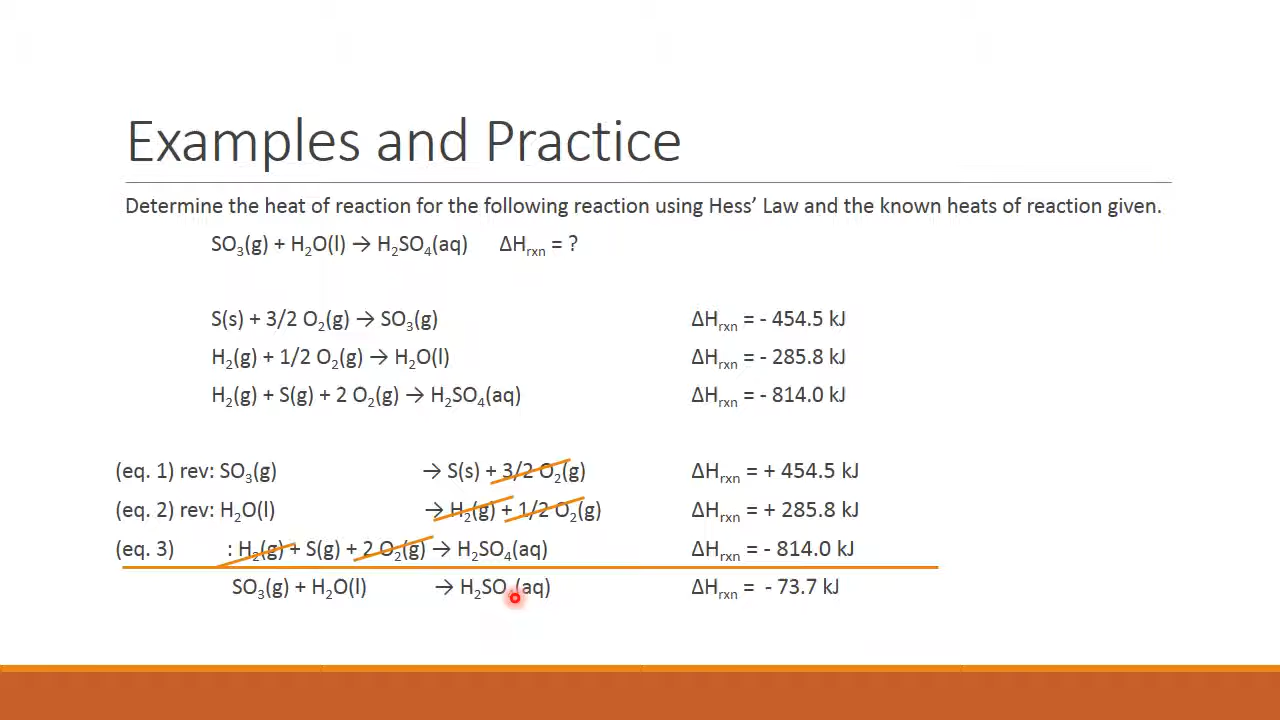 Examples and Practice
Determine the heat of reaction for the following reaction using Hess’ Law and the known heats of reaction given.
SO₃(g) + H₂O(l) → H₂SO₄(aq) ΔHrxn = ?
S(s) + 3/2 O₂(g) → SO₃(g) ΔHrxn = - 454.5 kJ
H₂(g) + 1/2 O₂(g) → H₂O(l) ΔHrxn = - 285.8 kJ
H₂(g) + S(g) + 2 O₂(g) → H₂SO₄(aq) ΔHrxn = - 814.0 kJ
(eq. 1) rev: SO₃(g) → S(s) + 3/2 O₂(g) ΔHrxn = + 454.5 kJ
(eq. 2) rev: H₂O(l) → H₂(g) + 1/2 O₂(g) ΔHrxn = + 285.8 kJ
(eq. 3) : H₂(g) + S(g) + 2 O₂(g) → H₂SO₄(aq) ΔHrxn = - 814.0 kJ
SO₃(g) + H₂O(l) → H₂SO₄(aq) ΔHrxn = - 73.7 kJ